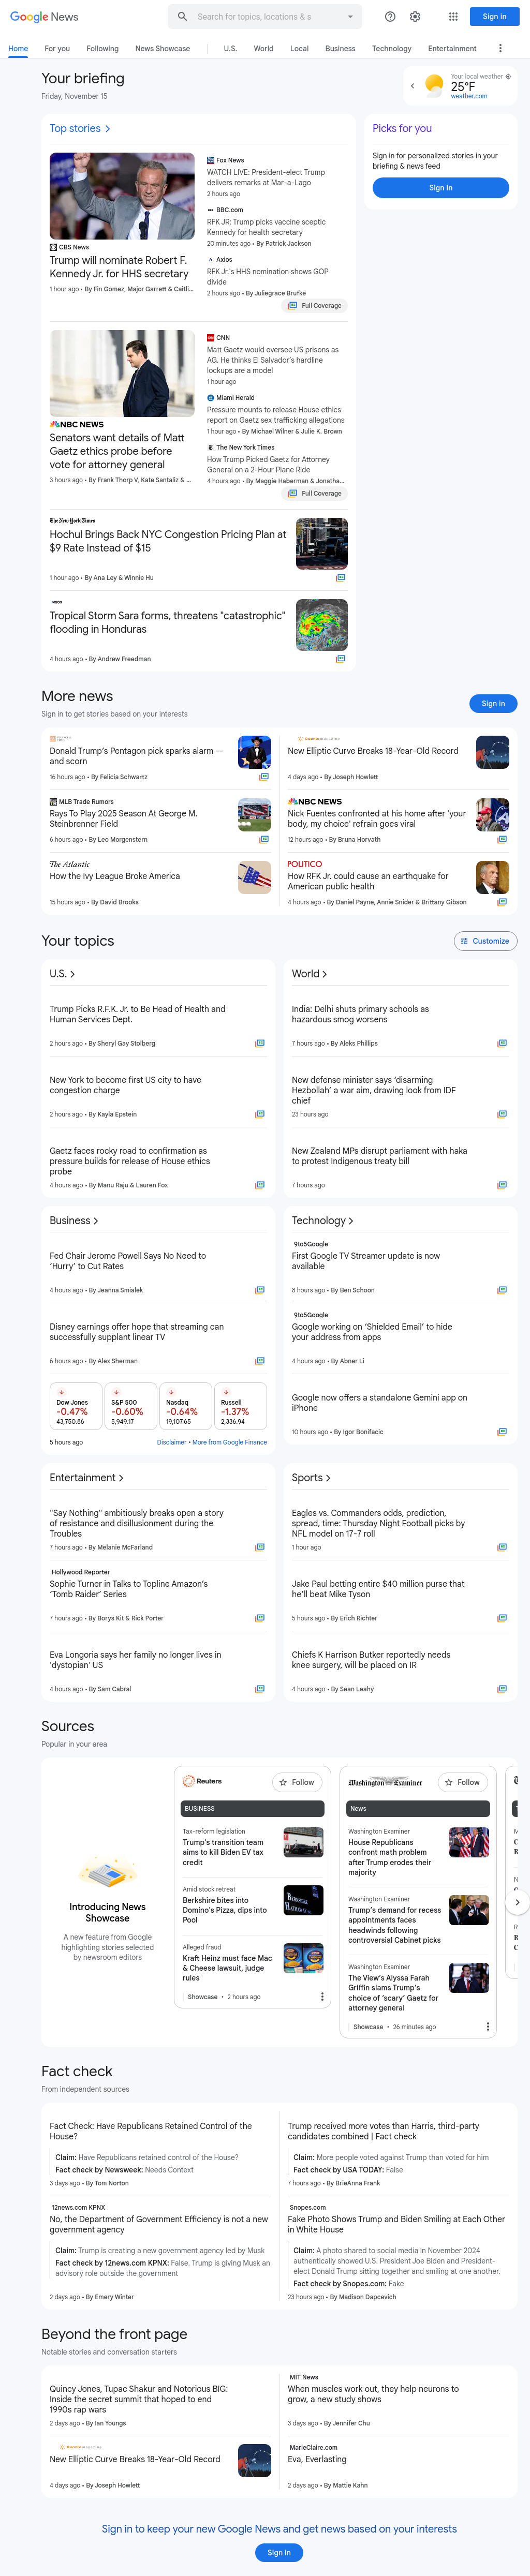 Google News
Search for topics, locations & s
Sign in
Home
For you
Following
News Showcase
U.S.
World
Local
Business
Technology
Entertainment
Your briefing
Friday, November 15
Your local weather
25°F
weather.com
Top stories
CBS News
Trump will nominate Robert F.
Kennedy Jr. for HHS secretary
1 hour ago • By Fin Gomez, Major Garrett & Caitli...
Fox News
WATCH LIVE: President-elect Trump
delivers remarks at Mar-a-Lago
2 hours ago
BBC.com
RFK JR: Trump picks vaccine sceptic
Kennedy for health secretary
20 minutes ago • By Patrick Jackson
Axios
RFK Jr.'s HHS nomination shows GOP
divide
2 hours ago • By Juliegrace Brufke
Full Coverage
NBC NEWS
Senators want details of Matt
Gaetz ethics probe before
vote for attorney general
3 hours ago • By Frank Thorp V, Kate Santaliz & ...
CNN
Matt Gaetz would oversee US prisons as
AG. He thinks El Salvador's hardline
lockups are a model
1 hour ago
Miami Herald
Pressure mounts to release House ethics
report on Gaetz sex trafficking allegations
1 hour ago • By Michael Wilner & Julie K. Brown
The New York Times
How Trump Picked Gaetz for Attorney
General on a 2-Hour Plane Ride
4 hours ago • By Maggie Haberman & Jonatha...
Full Coverage
The New York Times
Hochul Brings Back NYC Congestion Pricing Plan at
$9 Rate Instead of $15
1 hour ago • By Ana Ley & Winnie Hu
Tropical Storm Sara forms, threatens "catastrophic"
flooding in Honduras
4 hours ago • By Andrew Freedman
Picks for you
Sign in for personalized stories in your
briefing & news feed
Sign in
More news
Sign in to get stories based on your interests
Sign in
Donald Trump's Pentagon pick sparks alarm —
and scorn
16 hours ago • By Felicia Schwartz
New Elliptic Curve Breaks 18-Year-Old Record
4 days ago • By Joseph Howlett
MLB Trade Rumors
Rays To Play 2025 Season At George M.
Steinbrenner Field
6 hours ago • By Leo Morgenstern
NBC NEWS
Nick Fuentes confronted at his home after 'your
body, my choice' refrain goes viral
12 hours ago • By Bruna Horvath
The Atlantic
How the Ivy League Broke America
15 hours ago • By David Brooks
POLITICO
How RFK Jr. could cause an earthquake for
American public health
4 hours ago • By Daniel Payne, Annie Snider & Brittany Gibson
Your topics
Customize
U.S.
Trump Picks R.F.K. Jr. to Be Head of Health and
Human Services Dept.
2 hours ago • By Sheryl Gay Stolberg
New York to become first US city to have
congestion charge
2 hours ago • By Kayla Epstein
Gaetz faces rocky road to confirmation as
pressure builds for release of House ethics
probe
4 hours ago • By Manu Raju & Lauren Fox
World
India: Delhi shuts primary schools as
hazardous smog worsens
7 hours ago • By Aleks Phillips
New defense minister says 'disarming
Hezbollah' a war aim, drawing look from IDF
chief
23 hours ago
New Zealand MPs disrupt parliament with haka
to protest Indigenous treaty bill
7 hours ago
Business
Fed Chair Jerome Powell Says No Need to
'Hurry' to Cut Rates
4 hours ago • By Jeanna Smialek
Disney earnings offer hope that streaming can
successfully supplant linear TV
6 hours ago • By Alex Sherman
Dow Jones
-0.47%
43,750.86
S&P 500
-0.60%
5,949.17
Nasdaq
-0.64%
19,107.65
Russell
-1.37%
2,336.94
5 hours ago
Disclaimer • More from Google Finance
Technology
9to5Google
First Google TV Streamer update is now
available
8 hours ago • By Ben Schoon
9to5Google
Google working on 'Shielded Email' to hide
your address from apps
4 hours ago • By Abner Li
Google now offers a standalone Gemini app on
iPhone
10 hours ago • By Igor Bonifacic
Entertainment
"Say Nothing" ambitiously breaks open a story
of resistance and disillusionment during the
Troubles
7 hours ago • By Melanie McFarland
Hollywood Reporter
Sophie Turner in Talks to Topline Amazon's
'Tomb Raider' Series
7 hours ago • By Borys Kit & Rick Porter
Eva Longoria says her family no longer lives in
'dystopian' US
4 hours ago • By Sam Cabral
Sports
Eagles vs. Commanders odds, prediction,
spread, time: Thursday Night Football picks by
NFL model on 17-7 roll
1 hour ago
Jake Paul betting entire $40 million purse that
he'll beat Mike Tyson
5 hours ago • By Erich Richter
Chiefs K Harrison Butker reportedly needs
knee surgery, will be placed on IR
4 hours ago • By Sean Leahy
Sources
Popular in your area
Introducing News
Showcase
A new feature from Google
highlighting stories selected
by newsroom editors
Reuters
Follow
BUSINESS
Tax-reform legislation
Trump's transition team
aims to kill Biden EV tax
credit
Amid stock retreat
Berkshire bites into
Domino's Pizza, dips into
Pool
Alleged fraud
Kraft Heinz must face Mac
& Cheese lawsuit, judge
rules
Showcase • 2 hours ago
Washington Examiner
Follow
News
Washington Examiner
House Republicans
confront math problem
after Trump erodes their
majority
Washington Examiner
Trump's demand for recess
appointments faces
headwinds following
controversial Cabinet picks
Washington Examiner
The View's Alyssa Farah
Griffin slams Trump's
choice of 'scary' Gaetz for
attorney general
Showcase • 26 minutes ago
Fact check
From independent sources
Fact Check: Have Republicans Retained Control of the
House?
Claim: Have Republicans retained control of the House?
Fact check by Newsweek: Needs Context
3 days ago • By Tom Norton
Trump received more votes than Harris, third-party
candidates combined | Fact check
Claim: More people voted against Trump than voted for him
Fact check by USA TODAY: False
7 hours ago • By BrieAnna Frank
12news.com KPNX
No, the Department of Government Efficiency is not a new
government agency
Claim: Trump is creating a new government agency led by Musk
Fact check by 12news.com KPNX: False, Trump is giving Musk an
advisory role outside the government
2 days ago • By Emery Winter
Snopes.com
Fake Photo Shows Trump and Biden Smiling at Each Other
in White House
Claim: A photo shared to social media in November 2024
authentically showed U.S. President Joe Biden and President-
elect Donald Trump sitting together and smiling at one another.
Fact check by Snopes.com: Fake
23 hours ago • By Madison Dapcevich
Beyond the front page
Notable stories and conversation starters
Quincy Jones, Tupac Shakur and Notorious BIG:
Inside the secret summit that hoped to end
1990s rap wars
2 days ago • By Ian Youngs
MIT News
When muscles work out, they help neurons to
grow, a new study shows
3 days ago • By Jennifer Chu
New Elliptic Curve Breaks 18-Year-Old Record
4 days ago • By Joseph Howlett
MarieClaire.com
Eva, Everlasting
2 days ago • By Mattie Kahn
Sign in to keep your new Google News and get news based on your interests
Sign in